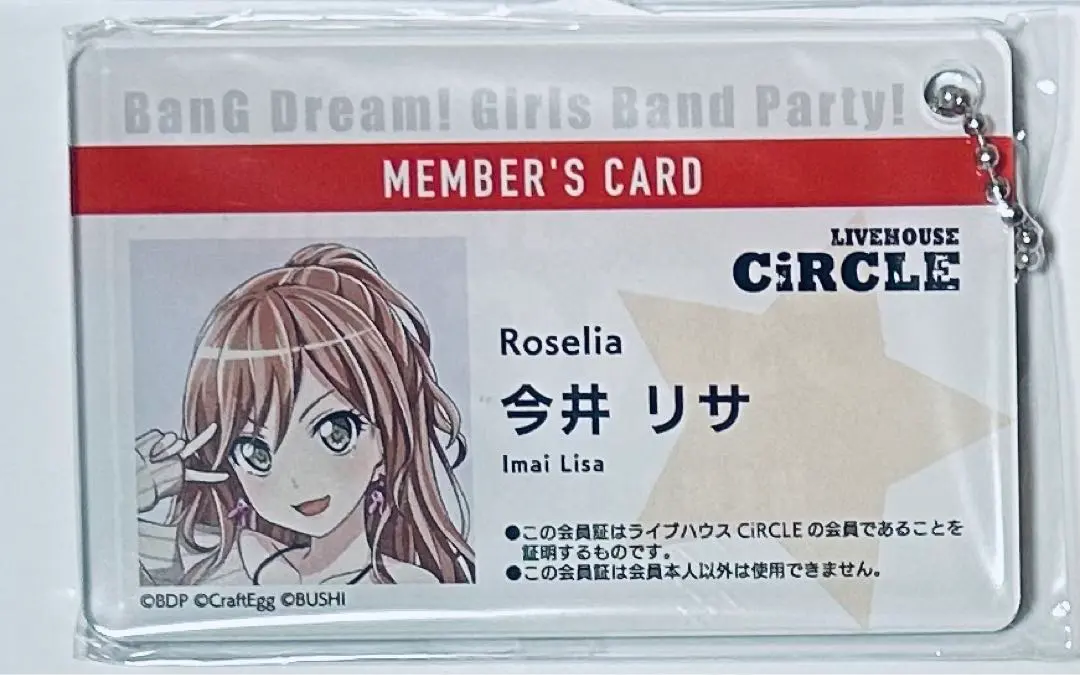 BanG Dream! Girls Band Party!
MEMBER'S CARD
LIVEHOUSE
CiRCLE
Roselia
今井 リサ
Imai Lisa
●この会員証はライブハウス CiRCLE の会員であることを
証明するものです。
●この会員証は会員本人以外は使用できません。
©BDP ©CraftEgg ©BUSHI